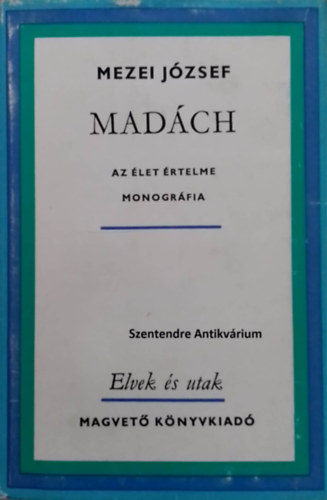 MEZEI JÓZSEF
MADÁCH
AZ ÉLET ÉRTELME
MONOGRÁFIA
Szentendre Antikvárium
Elvek és utak
MAGVETŐ KÖNYVKIADÓ